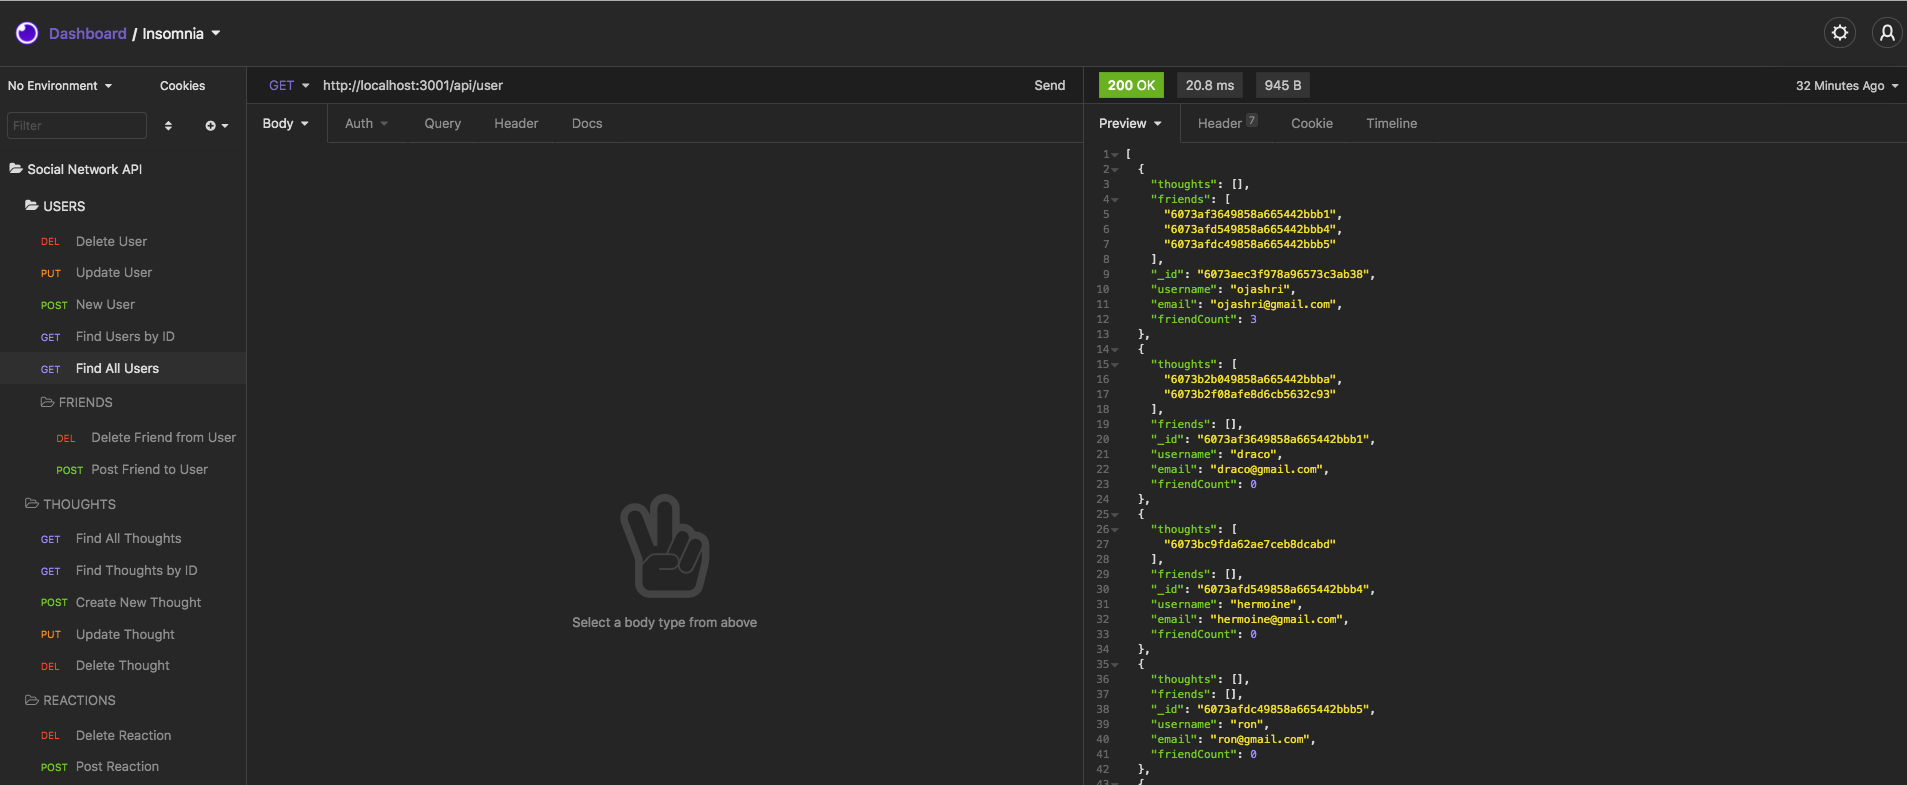 Dashboard / Insomnia
No Environment Cookies
Filter
Social Network API
USERS
DEL Delete User
PUT Update User
POST New User
GET Find Users by ID
GET Find All Users
FRIENDS
DEL Delete Friend from User
POST Post Friend to User
THOUGHTS
GET Find All Thoughts
GET Find Thoughts by ID
POST Create New Thought
PUT Update Thought
DEL Delete Thought
REACTIONS
DEL Delete Reaction
POST Post Reaction
GET http://localhost:3001/api/user Send
Body Auth Query Header Docs
Select a body type from above
200 OK 20.8 ms 945 B 32 Minutes Ago
Preview Header 7 Cookie Timeline
1 [
2 {
3 "thoughts": [],
4 "friends": [
5 "6073af3649858a665442bbb1",
6 "6073afd549858a665442bbb4",
7 "6073afdc49858a665442bbb5"
8 ],
9 "_id": "6073aec3f978a96573c3ab38",
10 "username": "ojashri",
11 "email": "ojashri@gmail.com",
12 "friendCount": 3
13 },
14 {
15 "thoughts": [
16 "6073b2b049858a665442bbba",
17 "6073b2f08afe8d6cb5632c93"
18 ],
19 "friends": [],
20 "_id": "6073af3649858a665442bbb1",
21 "username": "draco",
22 "email": "draco@gmail.com",
23 "friendCount": 0
24 },
25 {
26 "thoughts": [
27 "6073bc9fda62ae7ceb8dcabd"
28 ],
29 "friends": [],
30 "_id": "6073afd549858a665442bbb4",
31 "username": "hermoine",
32 "email": "hermoine@gmail.com",
33 "friendCount": 0
34 },
35 {
36 "thoughts": [],
37 "friends": [],
38 "_id": "6073afdc49858a665442bbb5",
39 "username": "ron",
40 "email": "ron@gmail.com",
41 "friendCount": 0
42 },
43 {